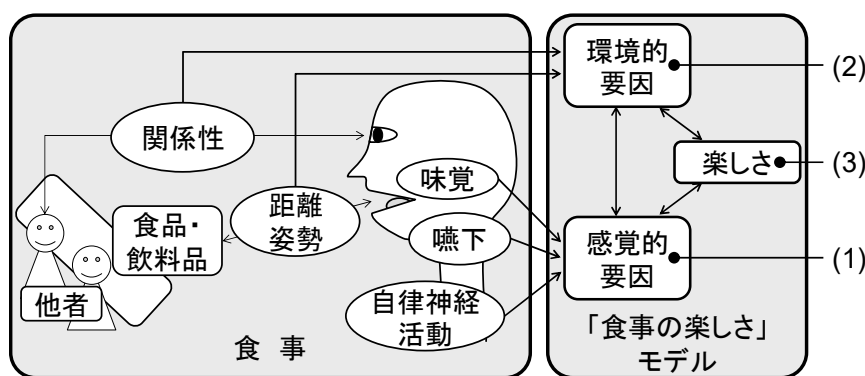 関係性
距離
姿勢
食品・
飲料品
他者
味覚
嚥下
自律神経
活動
食 事
環境的
要因
楽しさ
感覚的
要因
「食事の楽しさ」
モデル
(2)
(3)
(1)